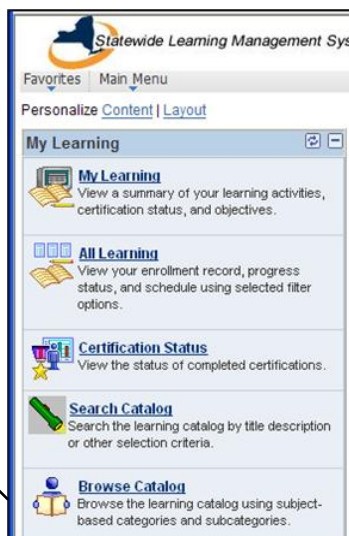 Statewide Learning Management Sys
Favorites Main Menu
Personalize Content | Layout
My Learning
My Learning
View a summary of your learning activities,
certification status, and objectives.
All Learning
View your enrollment record, progress
status, and schedule using selected filter
options.
Certification Status
View the status of completed certifications.
Search Catalog
Search the learning catalog by title description
or other selection criteria.
Browse Catalog
Browse the learning catalog using subject-
based categories and subcategories.